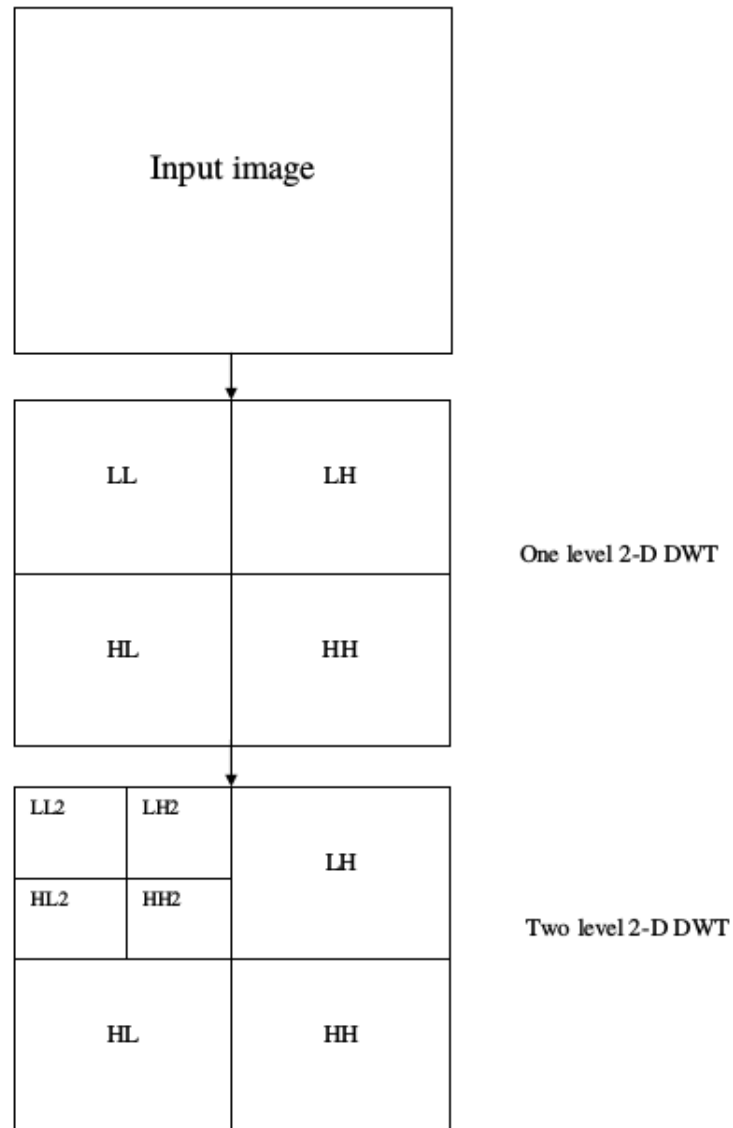 Input image
LL
LH
One level 2-D DWT
HL
HH
LL2
LH2
LH
HL2
HH2
Two level 2-D DWT
HL
HH